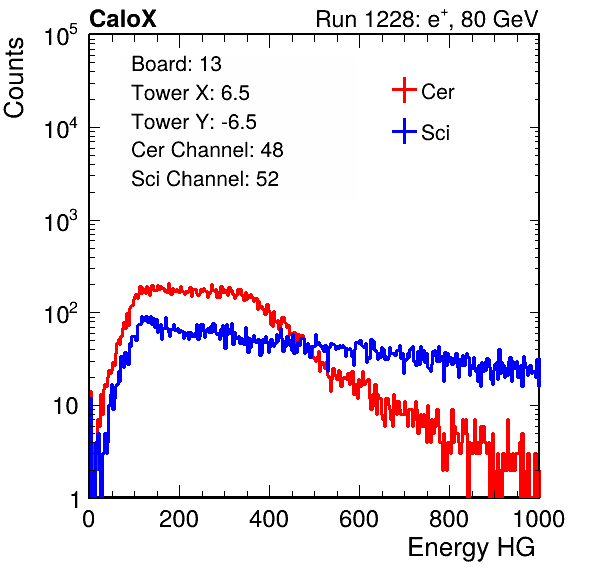 CaloX Run 1228: e⁺, 80 GeV
Board: 13
Tower X: 6.5
Tower Y: -6.5
Cer Channel: 48
Sci Channel: 52
Cer
Sci
Counts
10⁵
10⁴
10³
10²
10
1
0 200 400 600 800 1000
Energy HG